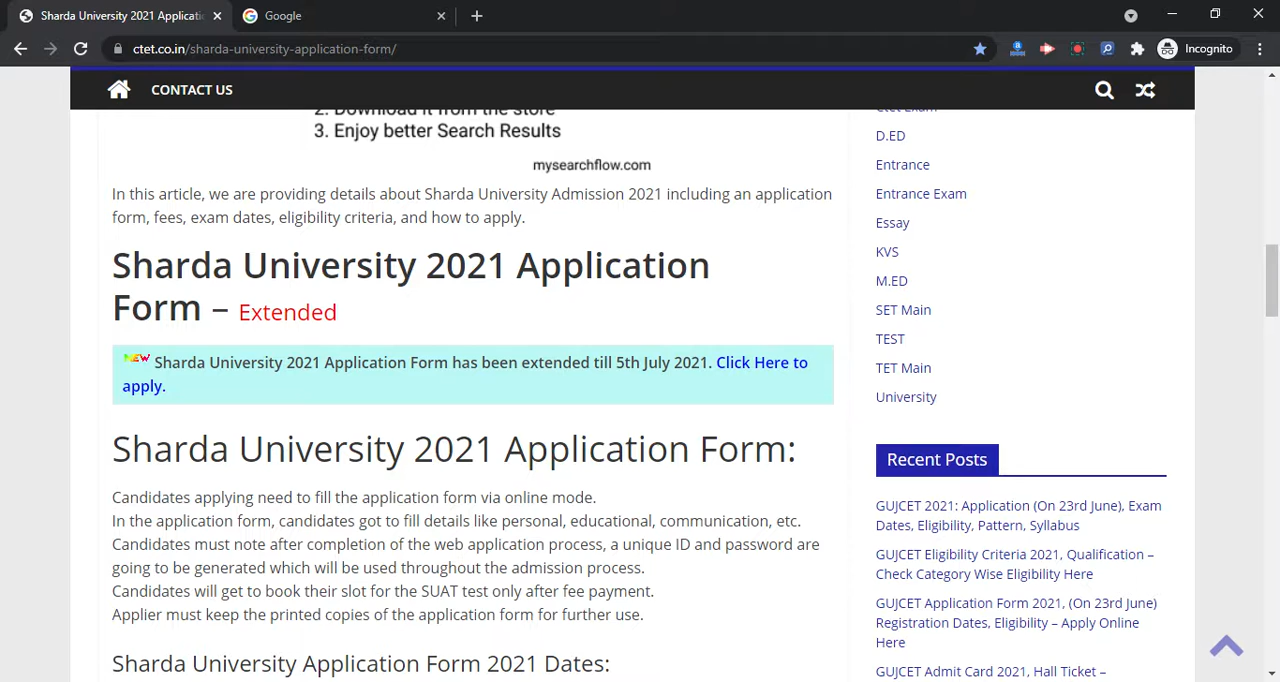 Sharda University 2021 Applicatio
Google
ctet.co.in/sharda-university-application-form/
Incognito
CONTACT US
2. Download it from the store
3. Enjoy better Search Results
mysearchflow.com
In this article, we are providing details about Sharda University Admission 2021 including an application
form, fees, exam dates, eligibility criteria, and how to apply.
Sharda University 2021 Application
Form – Extended
NEW Sharda University 2021 Application Form has been extended till 5th July 2021. Click Here to
apply.
Sharda University 2021 Application Form:
Candidates applying need to fill the application form via online mode.
In the application form, candidates got to fill details like personal, educational, communication, etc.
Candidates must note after completion of the web application process, a unique ID and password are
going to be generated which will be used throughout the admission process.
Candidates will get to book their slot for the SUAT test only after fee payment.
Applier must keep the printed copies of the application form for further use.
Sharda University Application Form 2021 Dates:
Ctet Exam
D.ED
Entrance
Entrance Exam
Essay
KVS
M.ED
SET Main
TEST
TET Main
University
Recent Posts
GUJCET 2021: Application (On 23rd June), Exam
Dates, Eligibility, Pattern, Syllabus
GUJCET Eligibility Criteria 2021, Qualification –
Check Category Wise Eligibility Here
GUJCET Application Form 2021, (On 23rd June)
Registration Dates, Eligibility – Apply Online
Here
GUJCET Admit Card 2021, Hall Ticket –